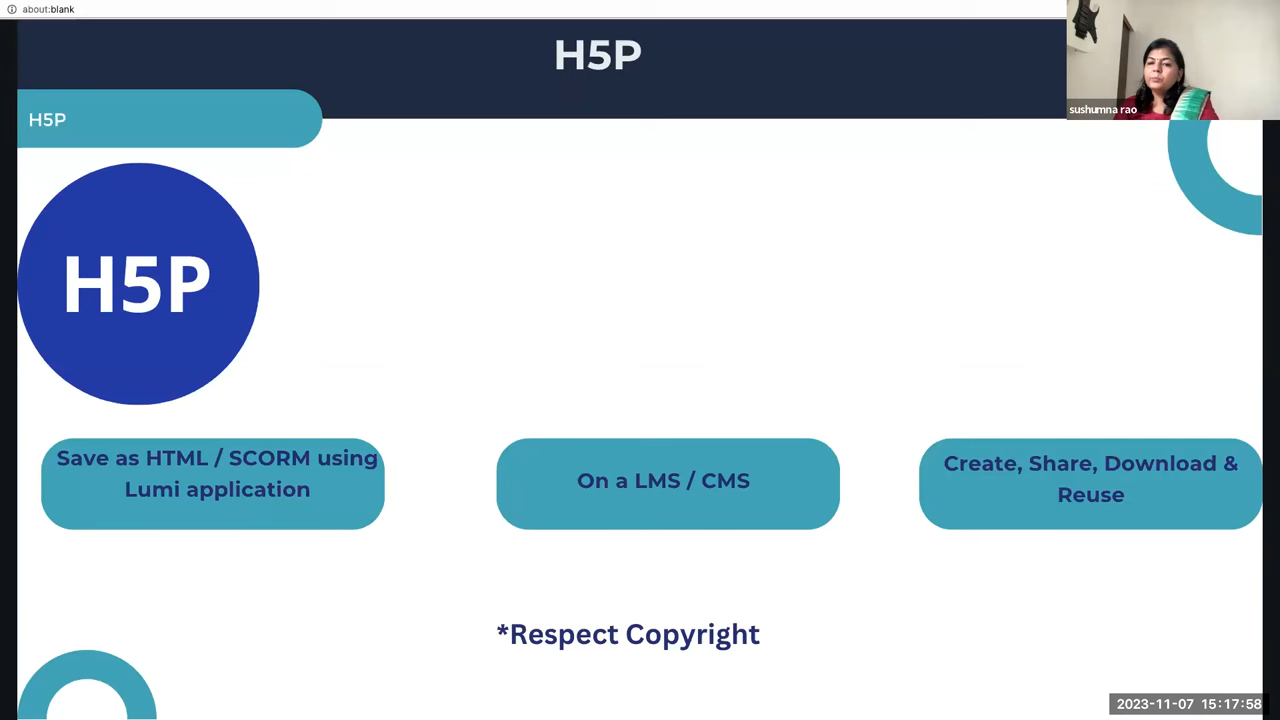 about:blank
H5P
sushumna rao
H5P
H5P
Save as HTML / SCORM using
Lumi application
On a LMS / CMS
Create, Share, Download &
Reuse
*Respect Copyright
2023-11-07 15:17:58